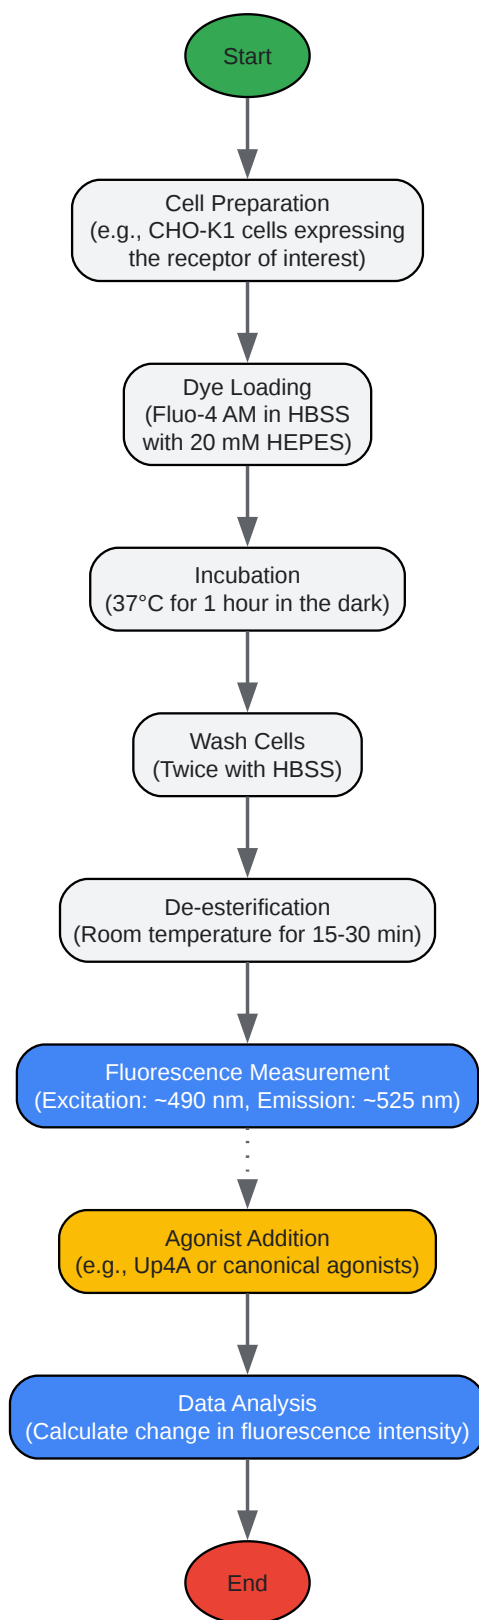 Start
Cell Preparation
(e.g., CHO-K1 cells expressing
the receptor of interest)
Dye Loading
(Fluo-4 AM in HBSS
with 20 mM HEPES)
Incubation
(37°C for 1 hour in the dark)
Wash Cells
(Twice with HBSS)
De-esterification
(Room temperature for 15-30 min)
Fluorescence Measurement
(Excitation: ~490 nm, Emission: ~525 nm)
Agonist Addition
(e.g., Up4A or canonical agonists)
Data Analysis
(Calculate change in fluorescence intensity)
End